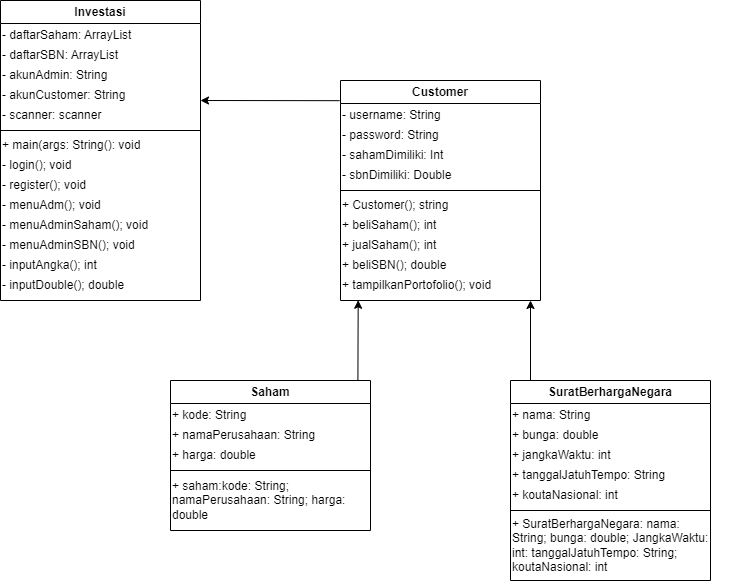 Investasi
- daftarSaham: ArrayList
- daftarSBN: ArrayList
- akunAdmin: String
- akunCustomer: String
- scanner: scanner
+ main(args: String(): void
- login(); void
- register(); void
- menuAdm(); void
- menuAdminSaham(); void
- menuAdminSBN(); void
- inputAngka(); int
- inputDouble(); double
Customer
- username: String
- password: String
- sahamDimiliki: Int
- sbnDimiliki: Double
+ Customer(); string
+ beliSaham(); int
+ jualSaham(); int
+ beliSBN(); double
+ tampilkanPortofolio(); void
Saham
+ kode: String
+ namaPerusahaan: String
+ harga: double
+ saham:kode: String;
namaPerusahaan: String; harga:
double
SuratBerhargaNegara
+ nama: String
+ bunga: double
+ jangkaWaktu: int
+ tanggalJatuhTempo: String
+ koutaNasional: int
+ SuratBerhargaNegara: nama:
String; bunga: double; JangkaWaktu:
int: tanggalJatuhTempo: String;
koutaNasional: int